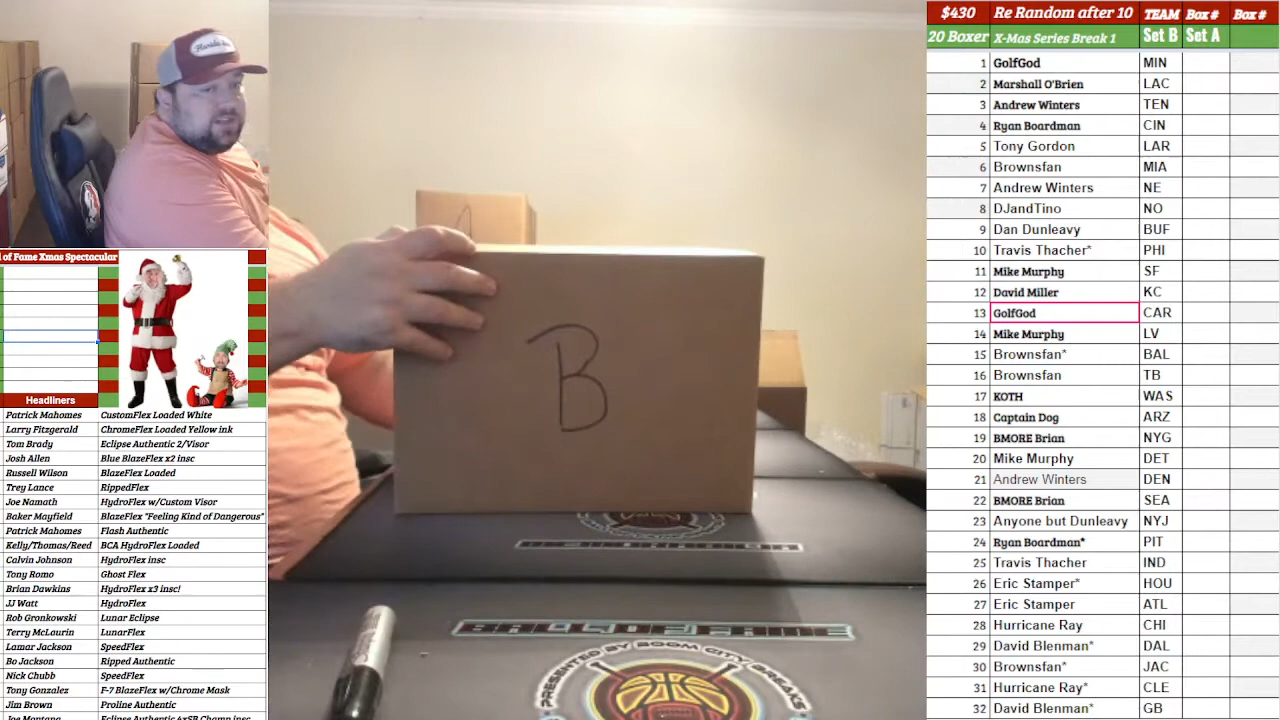 $430 Re Random after 10 TEAM Box # Box #
20 Boxer X-Mas Series Break 1 Set B Set A
1 GolfGod MIN
2 Marshall O'Brien LAC
3 Andrew Winters TEN
4 Ryan Boardman CIN
5 Tony Gordon LAR
6 Brownsfan MIA
7 Andrew Winters NE
8 DJandTino NO
9 Dan Dunleavy BUF
10 Travis Thacher* PHI
11 Mike Murphy SF
12 David Miller KC
13 GolfGod CAR
14 Mike Murphy LV
15 Brownsfan* BAL
16 Brownsfan TB
17 KOTH WAS
18 Captain Dog ARZ
19 BMORE Brian NYG
20 Mike Murphy DET
21 Andrew Winters DEN
22 BMORE Brian SEA
23 Anyone but Dunleavy NYJ
24 Ryan Boardman* PIT
25 Travis Thacher IND
26 Eric Stamper* HOU
27 Eric Stamper ATL
28 Hurricane Ray CHI
29 David Blenman* DAL
30 Brownsfan* JAC
31 Hurricane Ray* CLE
32 David Blenman* GB
l of Fame Xmas Spectacular
Headliners
Patrick Mahomes CustomFlex Loaded White
Larry Fitzgerald ChromeFlex Loaded Yellow ink
Tom Brady Eclipse Authentic 2/Visor
Josh Allen Blue BlazeFlex x2 insc
Russell Wilson BlazeFlex Loaded
Trey Lance RippedFlex
Joe Namath HydroFlex w/Custom Visor
Baker Mayfield BlazeFlex "Feeling Kind of Dangerous"
Patrick Mahomes Flash Authentic
Kelly/Thomas/Reed BCA HydroFlex Loaded
Calvin Johnson HydroFlex insc
Tony Romo Ghost Flex
Brian Dawkins HydroFlex x3 insc!
JJ Watt HydroFlex
Rob Gronkowski Lunar Eclipse
Terry McLaurin LunarFlex
Lamar Jackson SpeedFlex
Bo Jackson Ripped Authentic
Nick Chubb SpeedFlex
Tony Gonzalez F-7 BlazeFlex w/Chrome Mask
Jim Brown Proline Authentic
Joe Montana Eclipse Authentic 4xSB Champ insc
B
PRESENTED BY BOOM CITY BREAKS